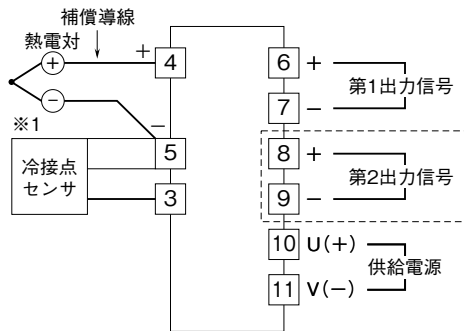 補償導線
熱電対
+
+ 4
−
−
※1
5
冷接点
センサ
3
6 +
第1出力信号
7 −
8 +
第2出力信号
9 −
10 U(+)
供給電源
11 V(−)